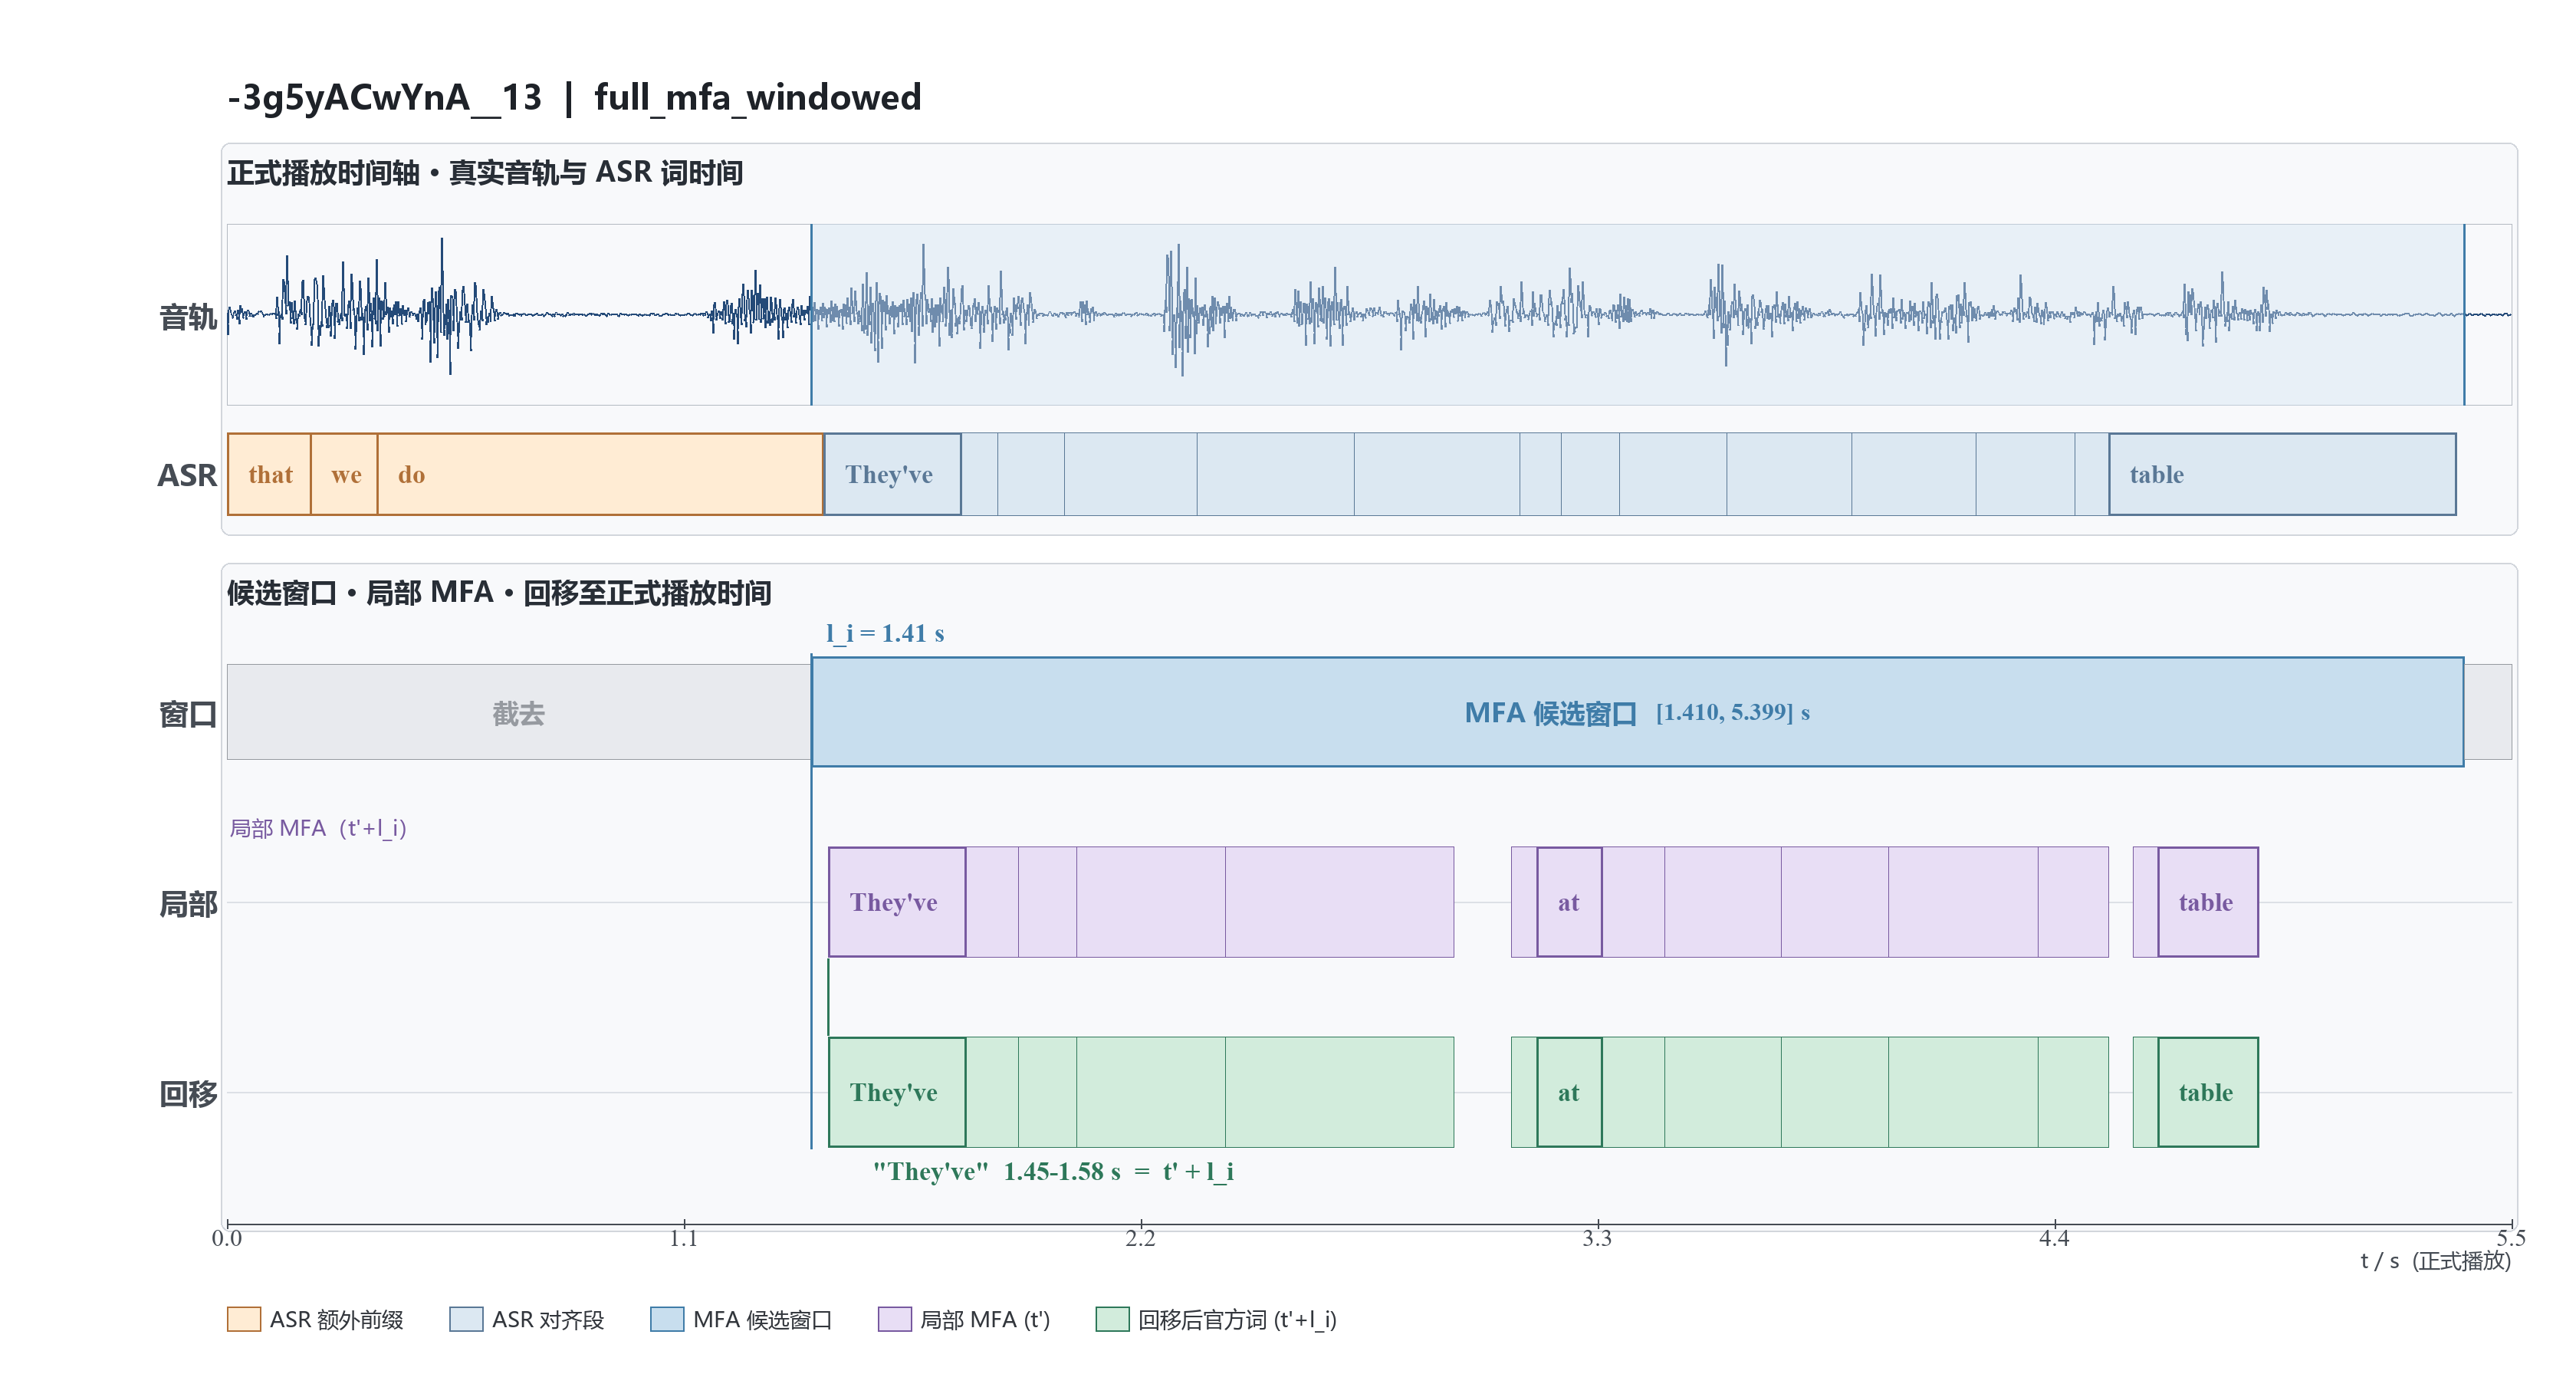 -3g5yACwYnA__13 | full_mfa_windowed
正式播放时间轴 · 真实音轨与 ASR 词时间
音轨
ASR
that we do They've table
候选窗口 · 局部 MFA · 回移至正式播放时间
l_i = 1.41 s
窗口
截去
MFA 候选窗口 [1.410, 5.399] s
局部 MFA (t'+l_i)
局部
They've at table
回移
They've at table
"They've" 1.45-1.58 s = t' + l_i
0.0 1.1 2.2 3.3 4.4 5.5
t / s (正式播放)
ASR 额外前缀 ASR 对齐段 MFA 候选窗口 局部 MFA (t') 回移后官方词 (t'+l_i)